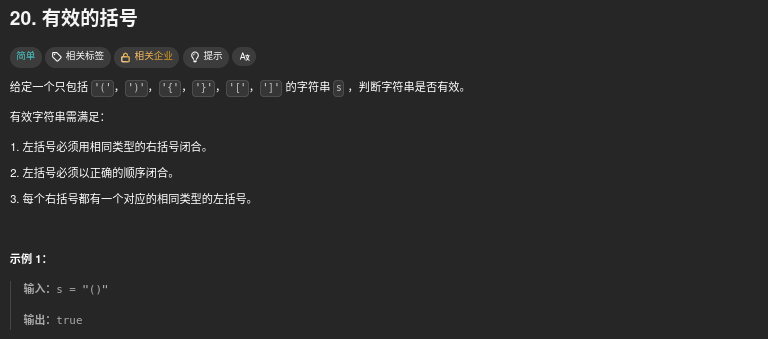 20. 有效的括号
简单 相关标签 相关企业 提示 A文
给定一个只包括 '('，')'，'{'，'}'，'['，']' 的字符串 s ，判断字符串是否有效。
有效字符串需满足：
1. 左括号必须用相同类型的右括号闭合。
2. 左括号必须以正确的顺序闭合。
3. 每个右括号都有一个对应的相同类型的左括号。
示例 1：
输入：s = "()"
输出：true